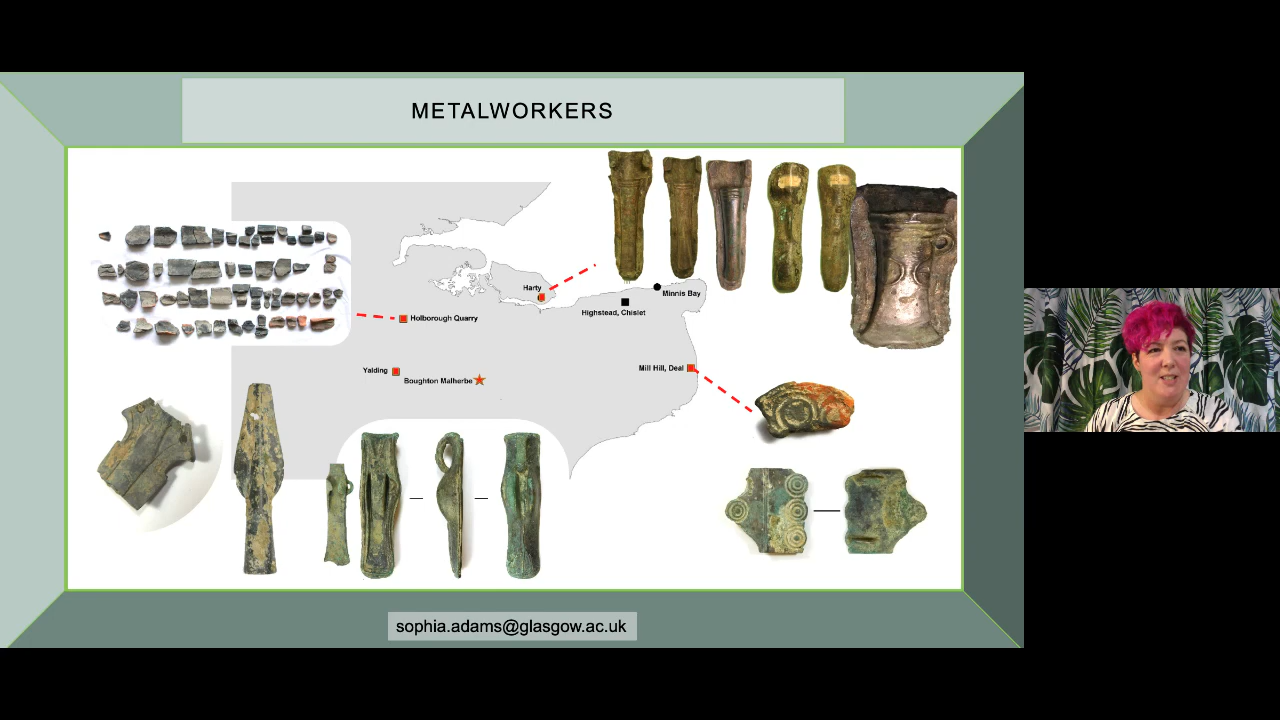 METALWORKERS
Harty
Minnis Bay
Highstead, Chislet
Holborough Quarry
Yalding
Boughton Malherbe
Mill Hill, Deal
sophia.adams@glasgow.ac.uk